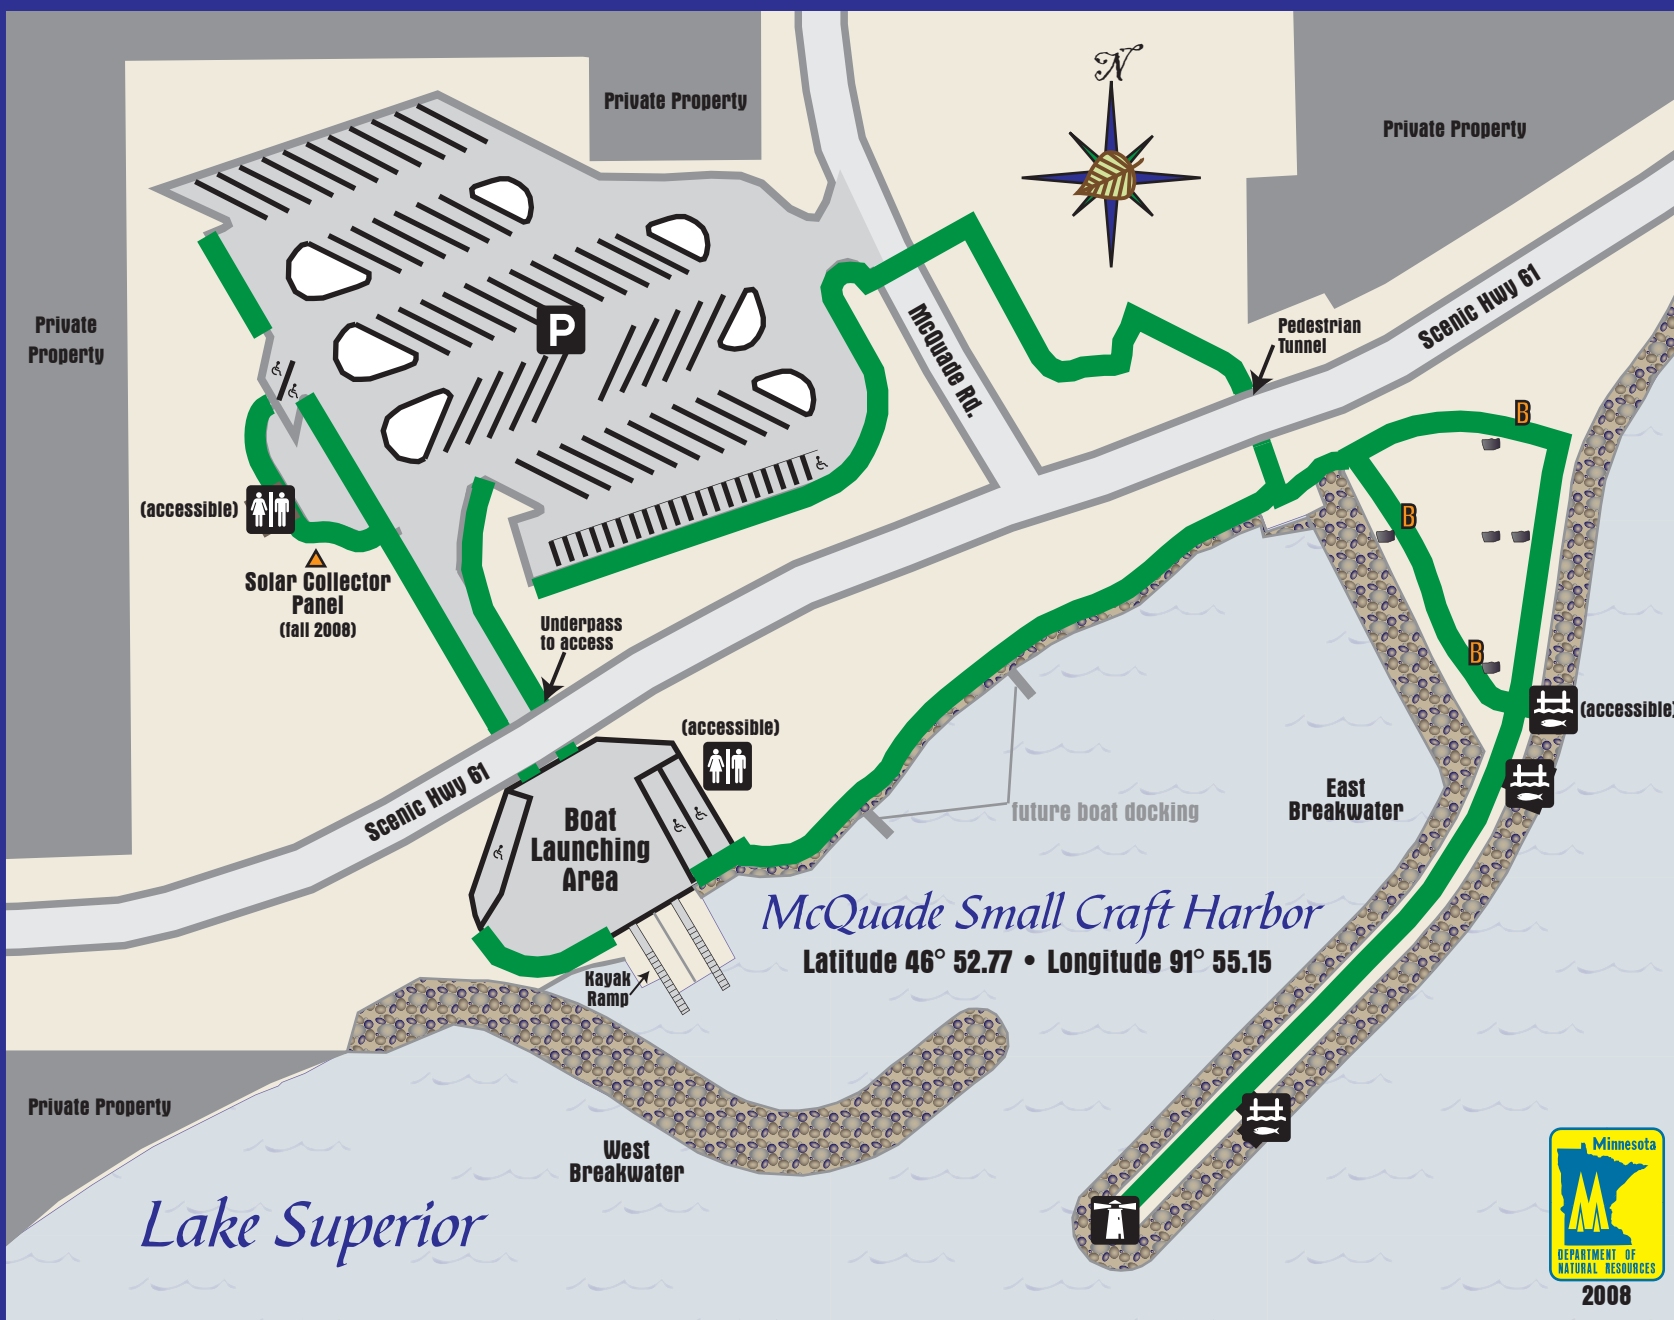 N
Private Property
Private Property
Private
Property
P
McQuade Rd.
Pedestrian
Tunnel
Scenic Hwy 61
B
B
B
(accessible)
Solar Collector
Panel
(fall 2008)
Underpass
to access
(accessible)
(accessible)
Scenic Hwy 61
Boat
Launching
Area
future boat docking
East
Breakwater
McQuade Small Craft Harbor
Latitude 46° 52.77 • Longitude 91° 55.15
Kayak
Ramp
Private Property
West
Breakwater
Lake Superior
Minnesota
M
DEPARTMENT OF
NATURAL RESOURCES
2008